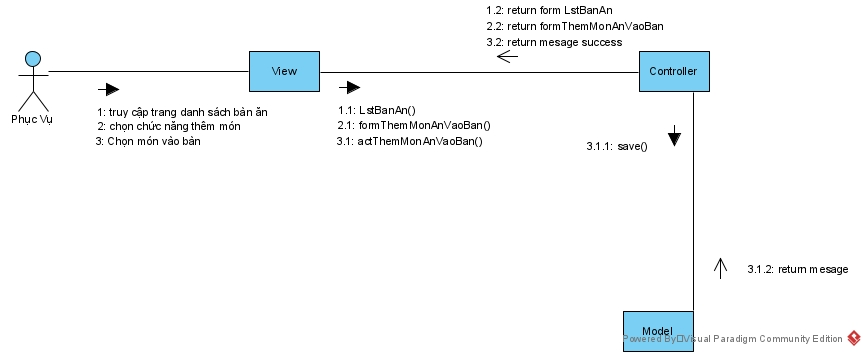 1.2: return form LstBanAn
2.2: return formThemMonAnVaoBan
3.2: return mesage success
View
Controller
Phục Vụ
1: truy cập trang danh sách bàn ăn
2: chọn chức năng thêm món
3: Chọn món vào bàn
1.1: LstBanAn()
2.1: formThemMonAnVaoBan()
3.1: actThemMonAnVaoBan()
3.1.1: save()
3.1.2: return mesage
Model
Powered By Visual Paradigm Community Edition